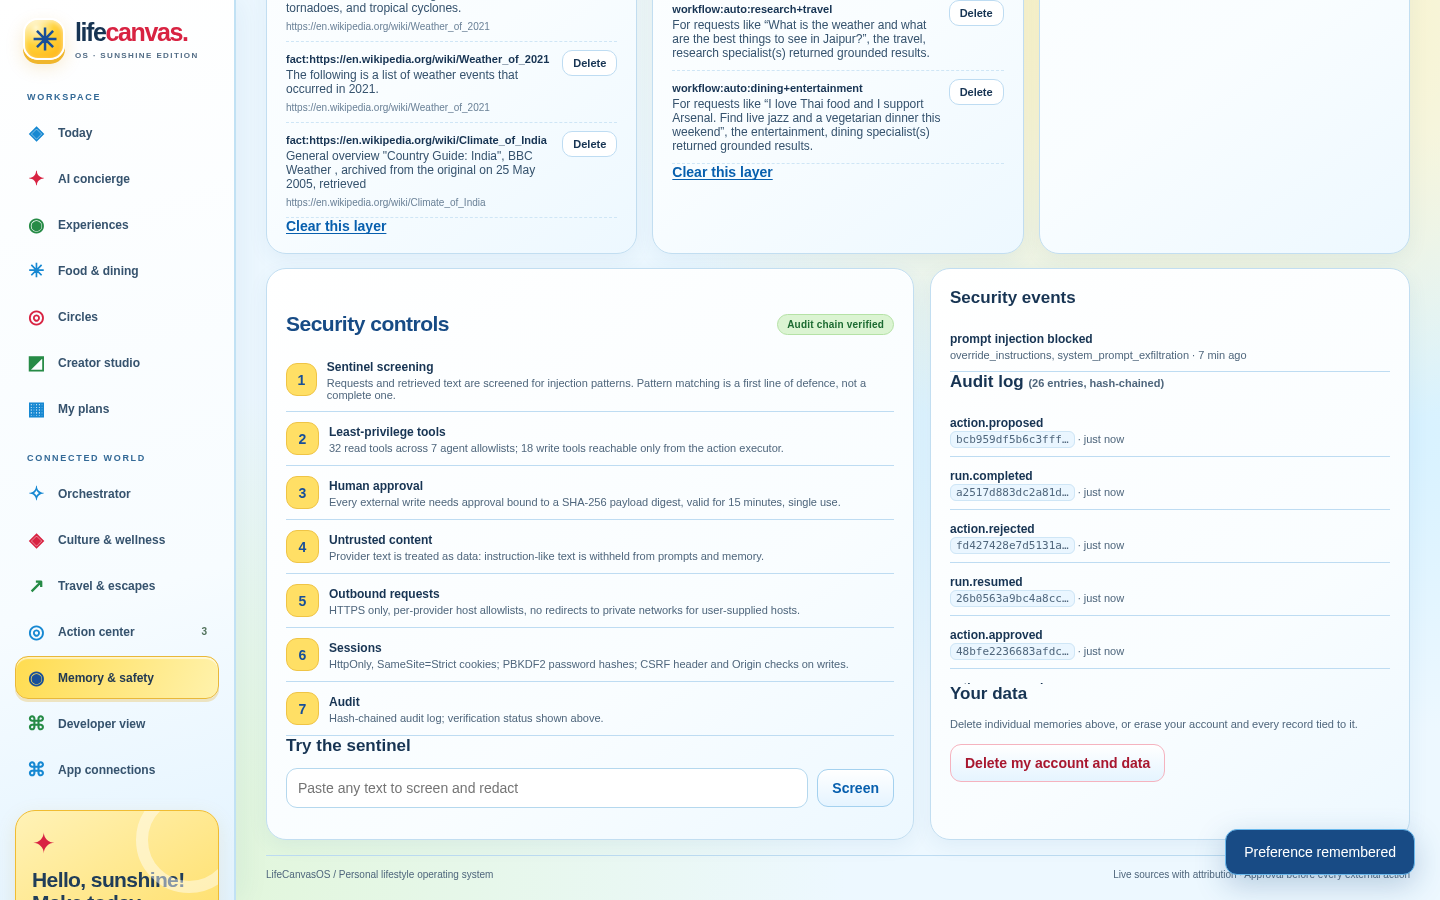 lifecanvas.
OS · SUNSHINE EDITION
WORKSPACE
Today
AI concierge
Experiences
Food & dining
Circles
Creator studio
My plans
CONNECTED WORLD
Orchestrator
Culture & wellness
Travel & escapes
Action center 3
Memory & safety
Developer view
App connections
Hello, sunshine!
tornadoes, and tropical cyclones.
https://en.wikipedia.org/wiki/Weather_of_2021
fact:https://en.wikipedia.org/wiki/Weather_of_2021
Delete
The following is a list of weather events that
occurred in 2021.
https://en.wikipedia.org/wiki/Weather_of_2021
fact:https://en.wikipedia.org/wiki/Climate_of_India
Delete
General overview "Country Guide: India", BBC
Weather , archived from the original on 25 May
2005, retrieved
https://en.wikipedia.org/wiki/Climate_of_India
Clear this layer
workflow:auto:research+travel
Delete
For requests like “What is the weather and what
are the best things to see in Jaipur?”, the travel,
research specialist(s) returned grounded results.
workflow:auto:dining+entertainment
Delete
For requests like “I love Thai food and I support
Arsenal. Find live jazz and a vegetarian dinner this
weekend”, the entertainment, dining specialist(s)
returned grounded results.
Clear this layer
Security controls
Audit chain verified
1
Sentinel screening
Requests and retrieved text are screened for injection patterns. Pattern matching is a first line of defence, not a
complete one.
2
Least-privilege tools
32 read tools across 7 agent allowlists; 18 write tools reachable only from the action executor.
3
Human approval
Every external write needs approval bound to a SHA-256 payload digest, valid for 15 minutes, single use.
4
Untrusted content
Provider text is treated as data: instruction-like text is withheld from prompts and memory.
5
Outbound requests
HTTPS only, per-provider host allowlists, no redirects to private networks for user-supplied hosts.
6
Sessions
HttpOnly, SameSite=Strict cookies; PBKDF2 password hashes; CSRF header and Origin checks on writes.
7
Audit
Hash-chained audit log; verification status shown above.
Try the sentinel
Paste any text to screen and redact
Screen
Security events
prompt injection blocked
override_instructions, system_prompt_exfiltration · 7 min ago
Audit log (26 entries, hash-chained)
action.proposed
bcb959df5b6c3fff… · just now
run.completed
a2517d883dc2a81d… · just now
action.rejected
fd427428e7d5131a… · just now
run.resumed
26b0563a9bc4a8cc… · just now
action.approved
48bfe2236683afdc… · just now
Your data
Delete individual memories above, or erase your account and every record tied to it.
Delete my account and data
Preference remembered
LifeCanvasOS / Personal lifestyle operating system
Live sources with attribution · Approval before every external action